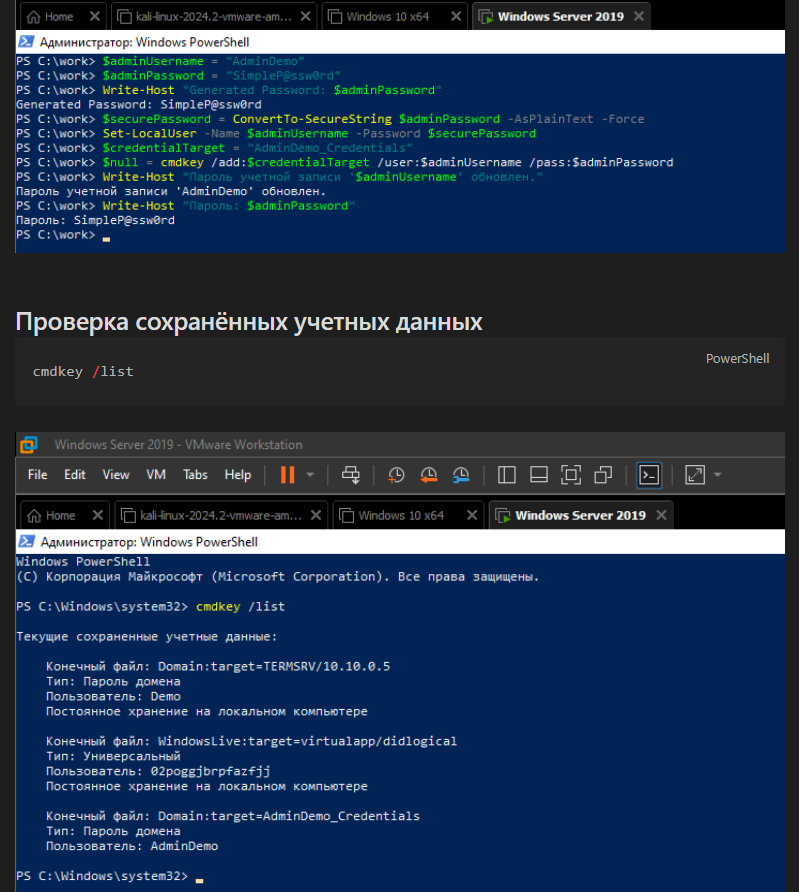 Home kali-linux-2024.2-vmware-am... Windows 10 x64 Windows Server 2019
Администратор: Windows PowerShell
PS C:\work> $adminUsername = "AdminDemo"
PS C:\work> $adminPassword = "SimpleP@ssw0rd"
PS C:\work> Write-Host "Generated Password: $adminPassword"
Generated Password: SimpleP@ssw0rd
PS C:\work> $securePassword = ConvertTo-SecureString $adminPassword -AsPlainText -Force
PS C:\work> Set-LocalUser -Name $adminUsername -Password $securePassword
PS C:\work> $credentialTarget = "AdminDemo_Credentials"
PS C:\work> $null = cmdkey /add:$credentialTarget /user:$adminUsername /pass:$adminPassword
PS C:\work> Write-Host "Пароль учетной записи '$adminUsername' обновлен."
Пароль учетной записи 'AdminDemo' обновлен.
PS C:\work> Write-Host "Пароль: $adminPassword"
Пароль: SimpleP@ssw0rd
PS C:\work>
Проверка сохранённых учетных данных
PowerShell
cmdkey /list
Windows Server 2019 - VMware Workstation
File Edit View VM Tabs Help
Home kali-linux-2024.2-vmware-am... Windows 10 x64 Windows Server 2019
Администратор: Windows PowerShell
Windows PowerShell
(C) Корпорация Майкрософт (Microsoft Corporation). Все права защищены.
PS C:\Windows\system32> cmdkey /list
Текущие сохраненные учетные данные:
Конечный файл: Domain:target=TERMSRV/10.10.0.5
Тип: Пароль домена
Пользователь: Demo
Постоянное хранение на локальном компьютере
Конечный файл: WindowsLive:target=virtualapp/didlogical
Тип: Универсальный
Пользователь: 02poggjbrpfazfjj
Постоянное хранение на локальном компьютере
Конечный файл: Domain:target=AdminDemo_Credentials
Тип: Пароль домена
Пользователь: AdminDemo
PS C:\Windows\system32>